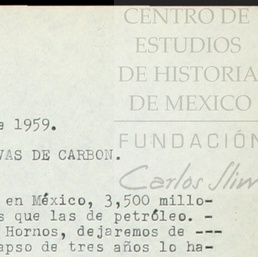 CENTRO DE
ESTUDIOS
DE HISTORIA
DE MEXICO
FUNDACIÓN
Carlos Slim
1959.
VAS DE CARBON.
en México, 3,500 millo-
s que las de petróleo. -
Hornos, dejaremos de ---
apso de tres años lo ha-